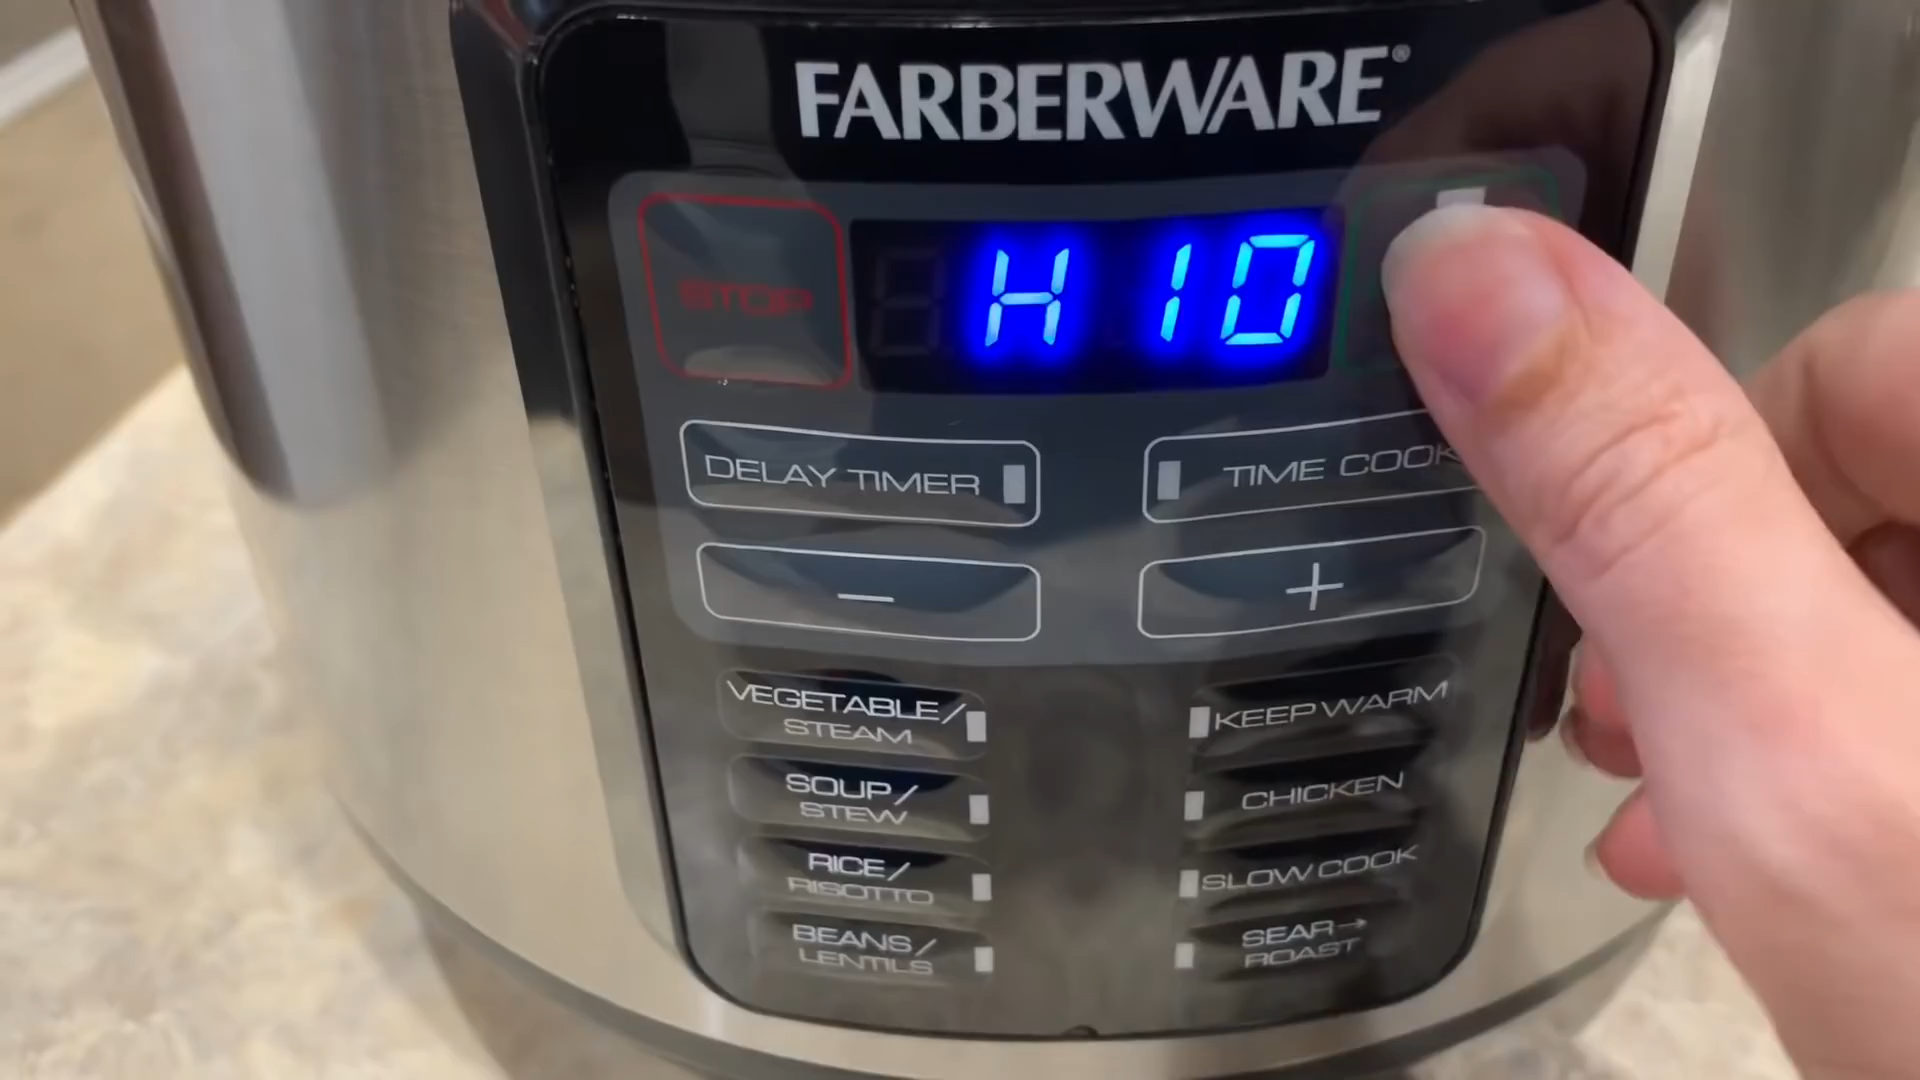 FARBERWARE®
STOP
H 10
DELAY TIMER
TIME COOK
–
+
VEGETABLE/
STEAM
KEEP WARM
SOUP/
STEW
CHICKEN
RICE/
RISOTTO
SLOW COOK
BEANS/
LENTILS
SEAR→
ROAST